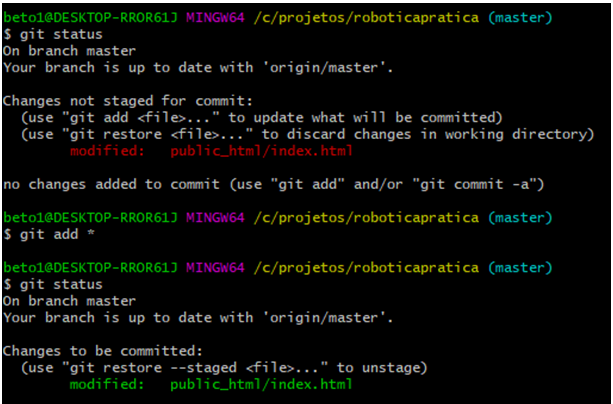 beto1@DESKTOP-RROR61J MINGW64 /c/projetos/roboticapratica (master)
$ git status
On branch master
Your branch is up to date with 'origin/master'.
Changes not staged for commit:
(use "git add <file>..." to update what will be committed)
(use "git restore <file>..." to discard changes in working directory)
modified: public_html/index.html
no changes added to commit (use "git add" and/or "git commit -a")
beto1@DESKTOP-RROR61J MINGW64 /c/projetos/roboticapratica (master)
$ git add *
beto1@DESKTOP-RROR61J MINGW64 /c/projetos/roboticapratica (master)
$ git status
On branch master
Your branch is up to date with 'origin/master'.
Changes to be committed:
(use "git restore --staged <file>..." to unstage)
modified: public_html/index.html